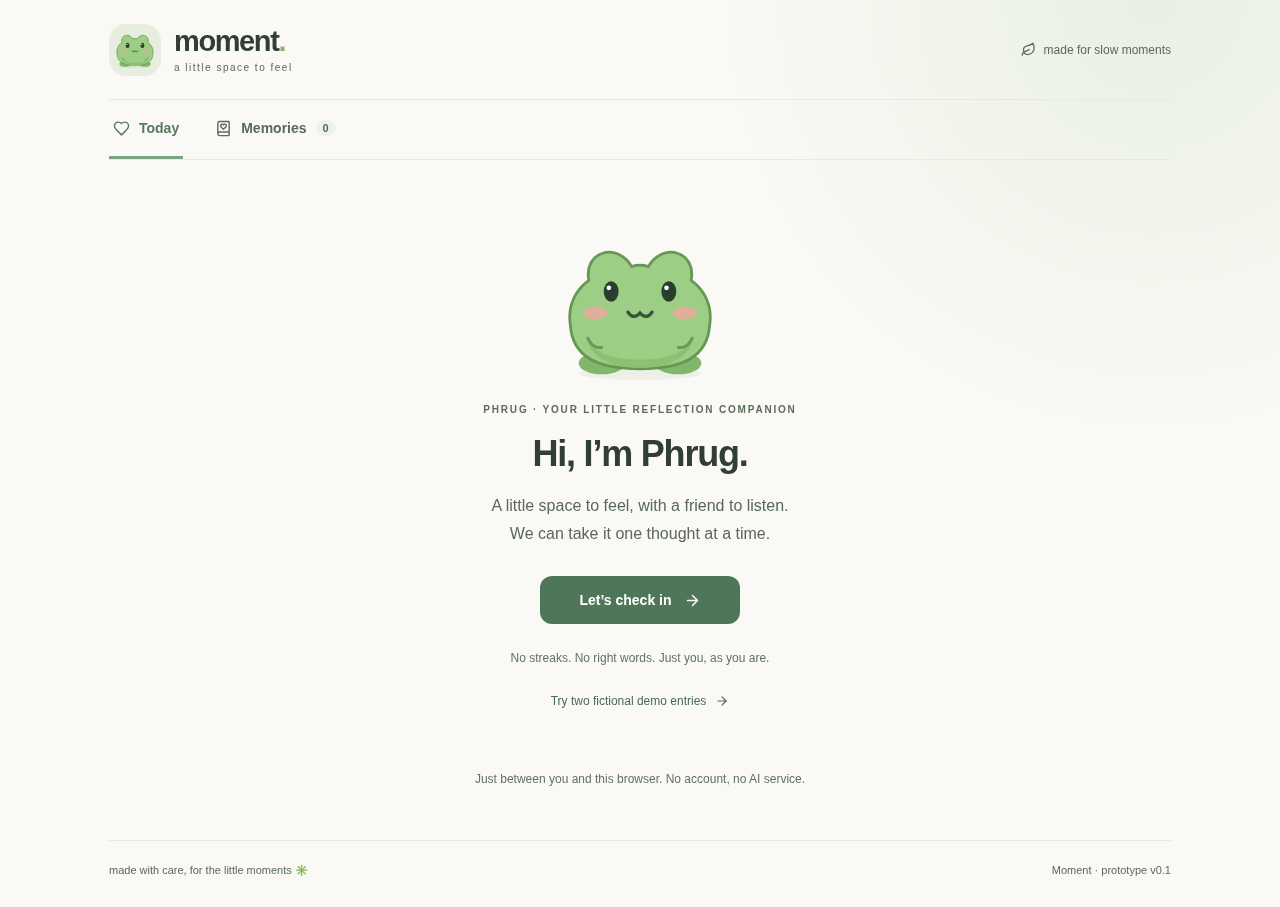 moment.
a little space to feel
made for slow moments
Today
Memories 0
PHRUG · YOUR LITTLE REFLECTION COMPANION
Hi, I’m Phrug.
A little space to feel, with a friend to listen.
We can take it one thought at a time.
Let’s check in
No streaks. No right words. Just you, as you are.
Try two fictional demo entries
Just between you and this browser. No account, no AI service.
made with care, for the little moments ✳️
Moment · prototype v0.1